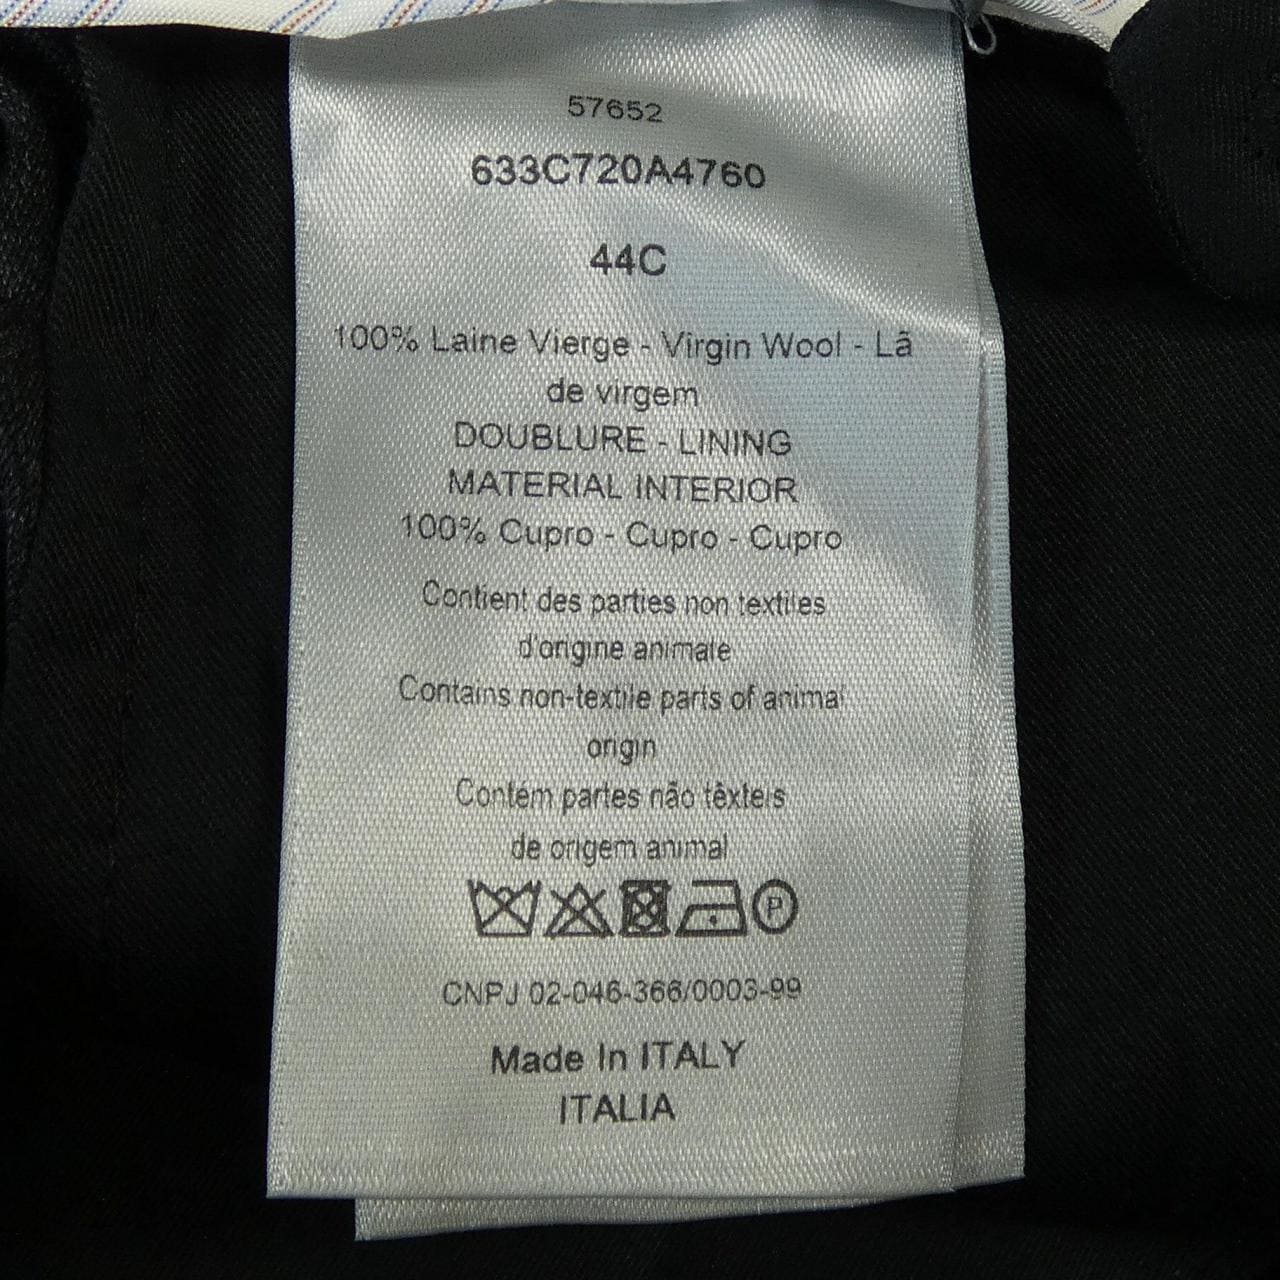 57652
633C720A4760
44C
100% Laine Vierge - Virgin Wool - Lã
de virgem
DOUBLURE - LINING
MATERIAL INTERIOR
100% Cupro - Cupro - Cupro
Contient des parties non textiles
d'origine animale
Contains non-textile parts of animal
origin
Contém partes não têxteis
de origem animal
P
CNPJ 02-046-366/0003-99
Made In ITALY
ITALIA